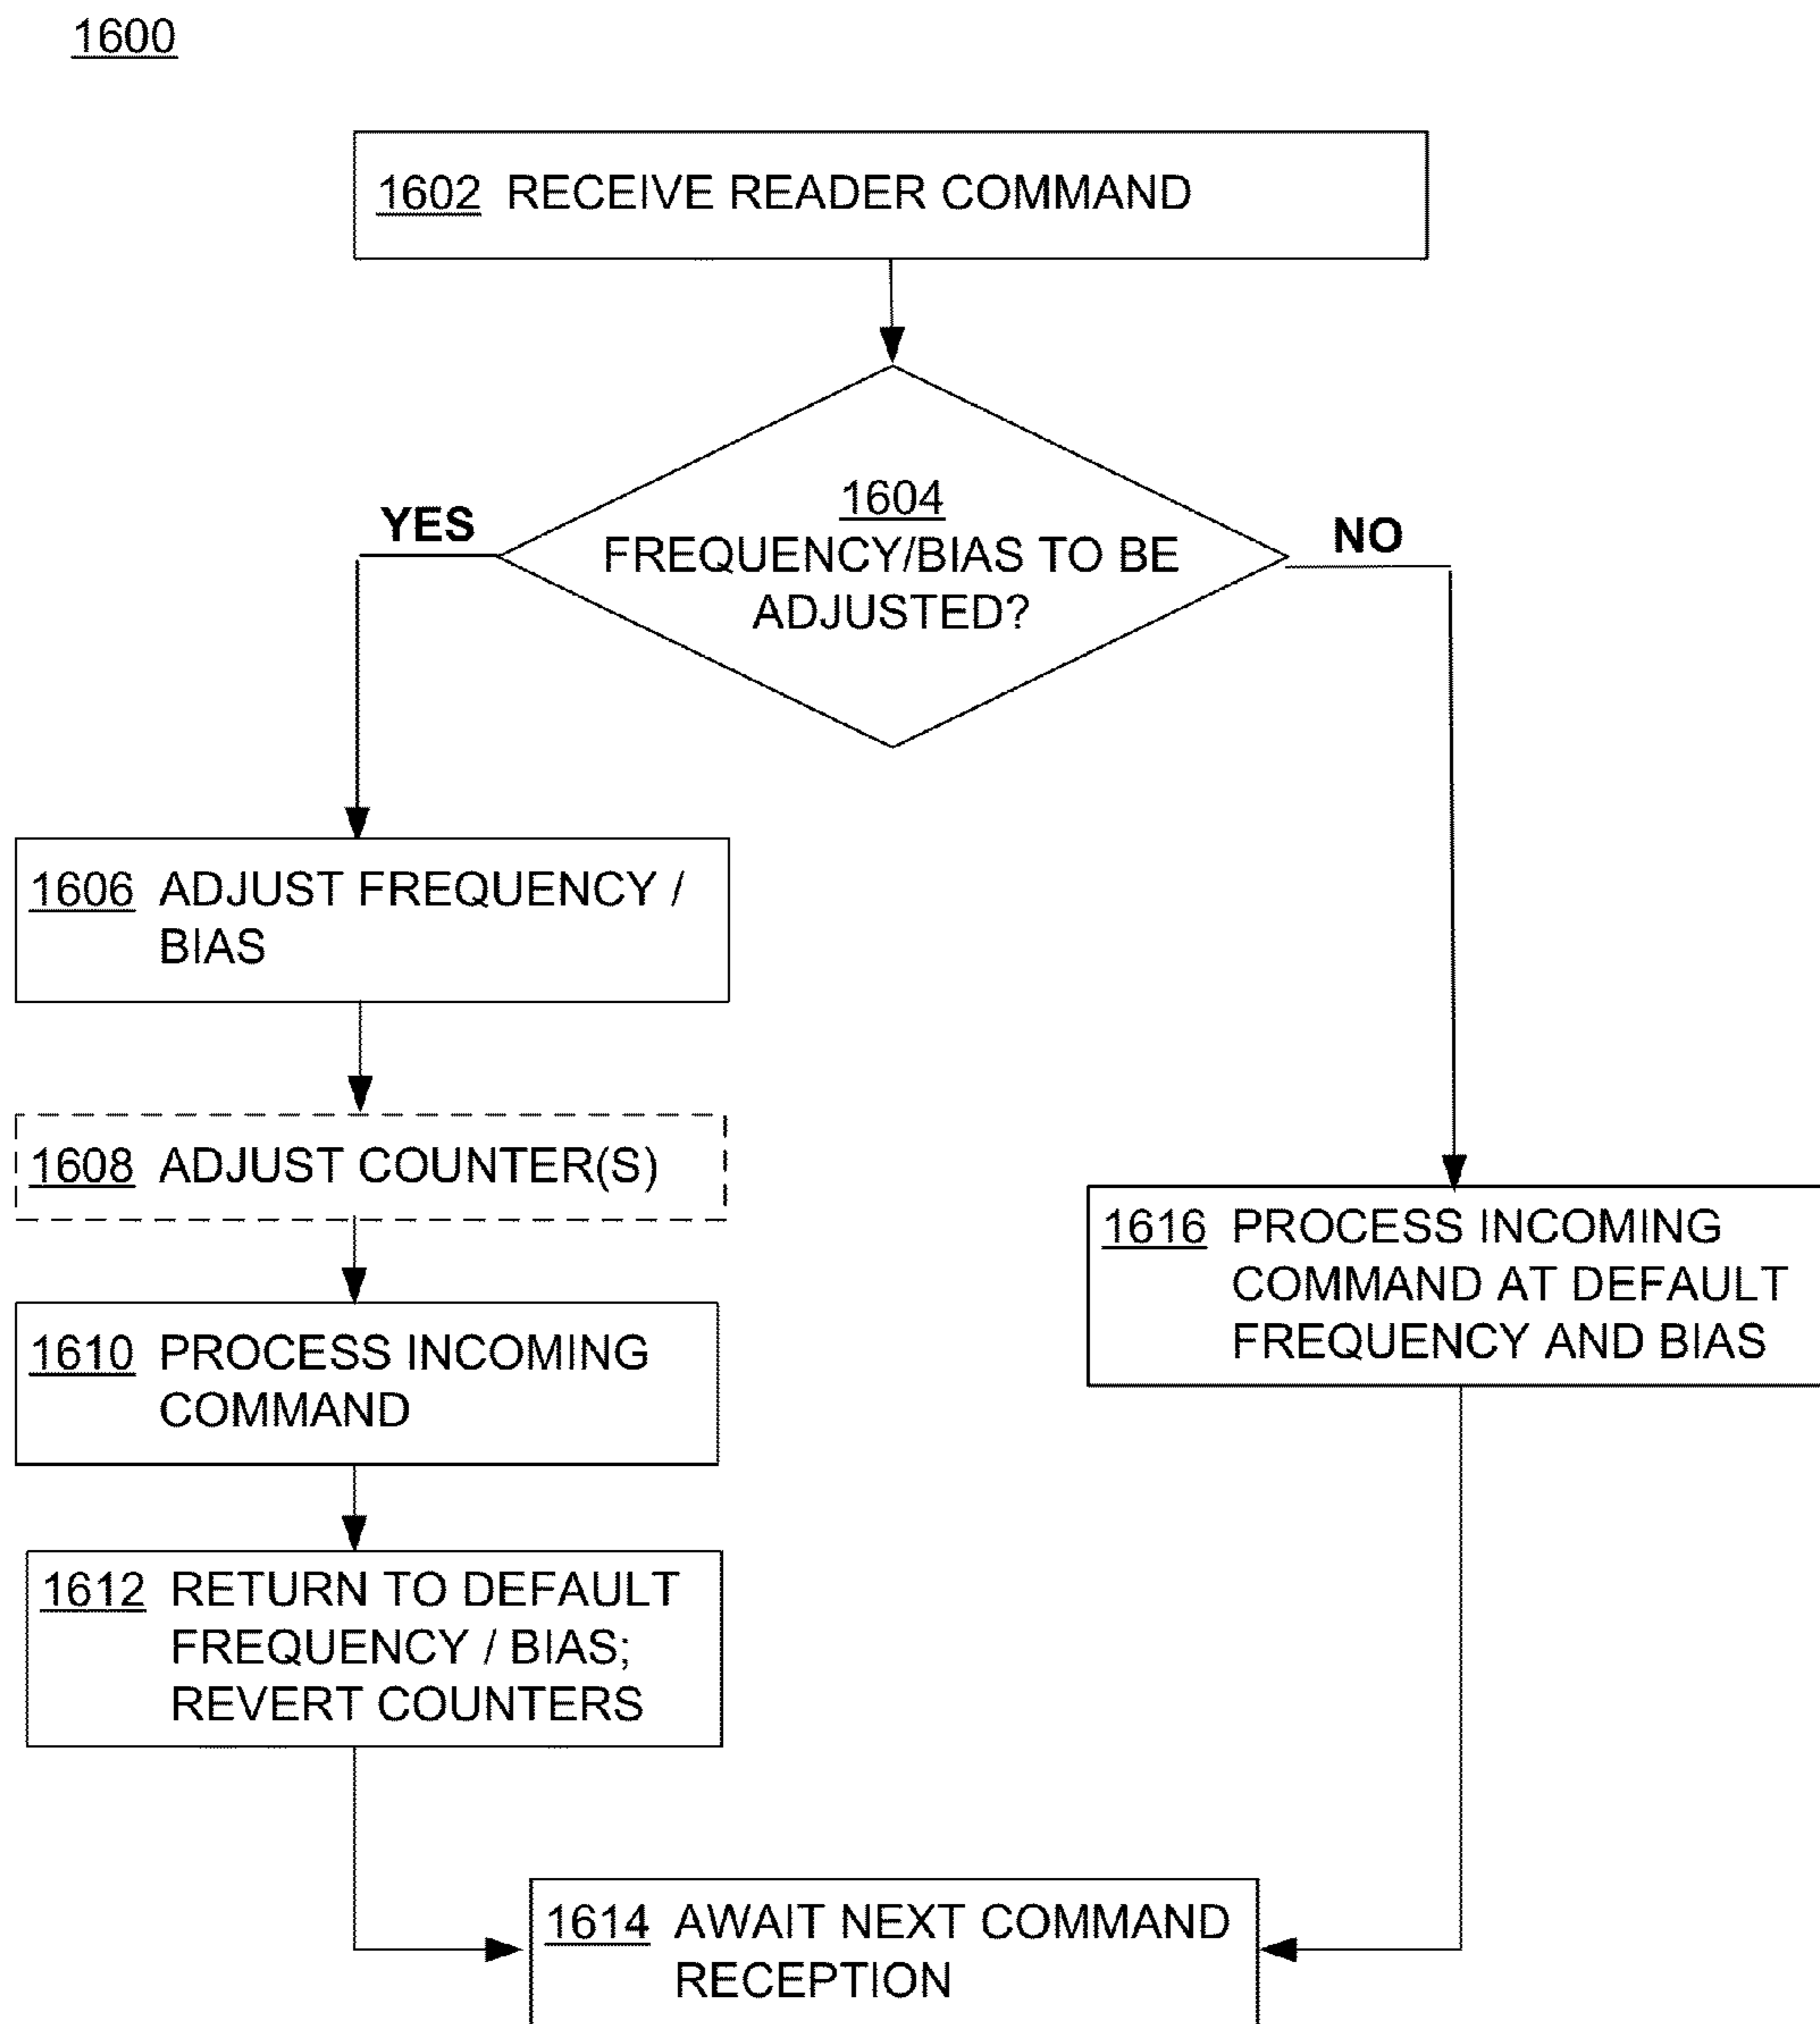 1600
1602 RECEIVE READER COMMAND
1604
FREQUENCY/BIAS TO BE
ADJUSTED?
YES
NO
1606 ADJUST FREQUENCY /
BIAS
1608 ADJUST COUNTER(S)
1610 PROCESS INCOMING
COMMAND
1612 RETURN TO DEFAULT
FREQUENCY / BIAS;
REVERT COUNTERS
1616 PROCESS INCOMING
COMMAND AT DEFAULT
FREQUENCY AND BIAS
1614 AWAIT NEXT COMMAND
RECEPTION